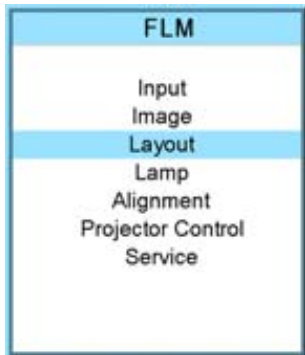 FLM
Input
Image
Layout
Lamp
Alignment
Projector Control
Service